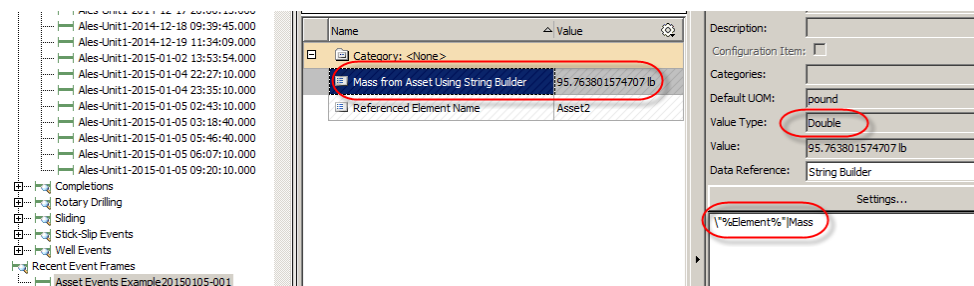 Ales-Unit1-2014-12-18 09:39:45.000
Ales-Unit1-2014-12-19 11:34:09.000
Ales-Unit1-2015-01-02 13:53:54.000
Ales-Unit1-2015-01-04 22:27:10.000
Ales-Unit1-2015-01-04 23:35:10.000
Ales-Unit1-2015-01-05 02:43:10.000
Ales-Unit1-2015-01-05 03:18:40.000
Ales-Unit1-2015-01-05 05:46:40.000
Ales-Unit1-2015-01-05 06:07:10.000
Ales-Unit1-2015-01-05 09:20:10.000
Completions
Rotary Drilling
Sliding
Stick-Slip Events
Well Events
Recent Event Frames
Asset Events Example20150105-001
Name Value
Category: <None>
Mass from Asset Using String Builder 95.763801574707 lb
Referenced Element Name Asset2
Description:
Configuration Item:
Categories:
Default UOM: pound
Value Type: Double
Value: 95.763801574707 lb
Data Reference: String Builder
Settings...
\"%Element%"|Mass